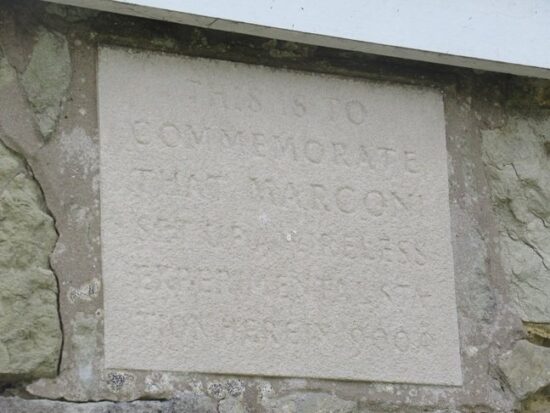 THIS IS TO
COMMEMORATE
THAT MARCONI
SET UP A WIRELESS
EXPERIMENTAL STA-
TION HERE IN